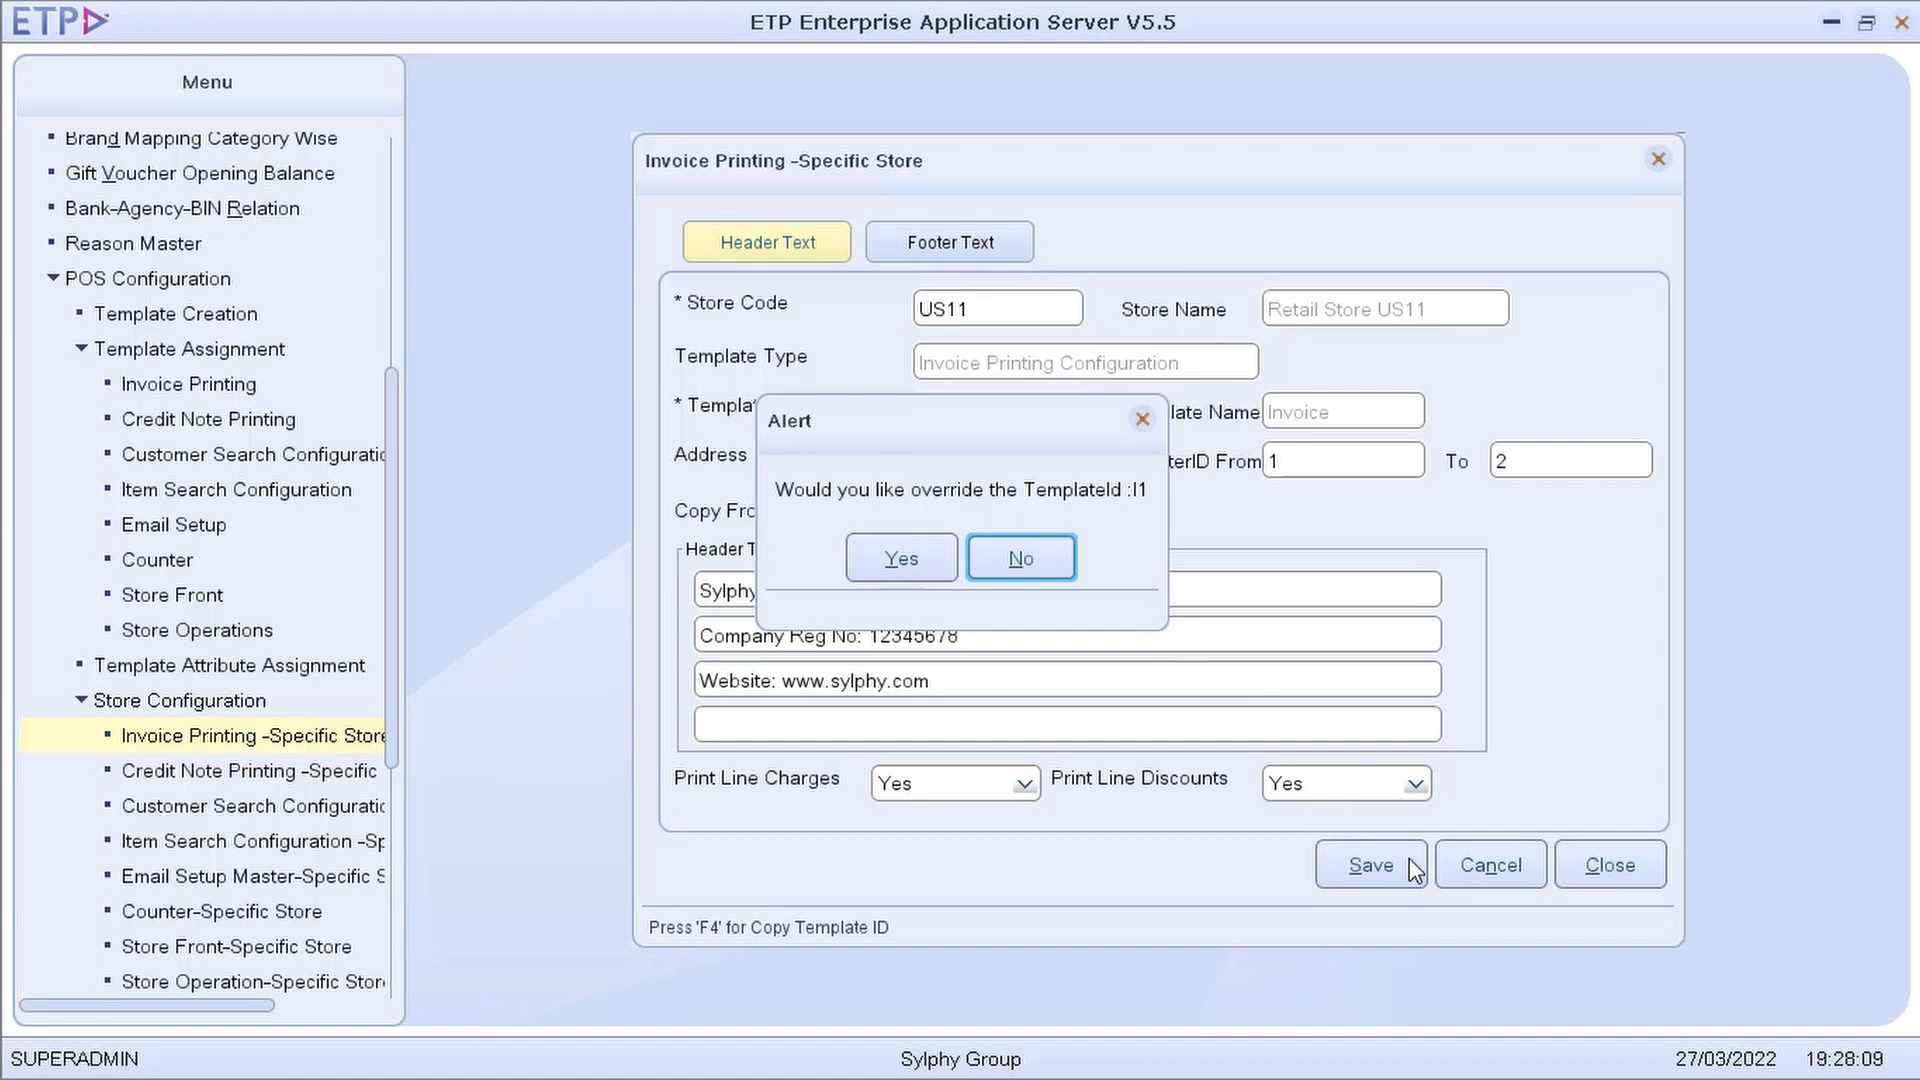 ETP
ETP Enterprise Application Server V5.5
Menu
Brand Mapping Category Wise
Gift Voucher Opening Balance
Bank-Agency-BIN Relation
Reason Master
POS Configuration
Template Creation
Template Assignment
Invoice Printing
Credit Note Printing
Customer Search Configuratio
Item Search Configuration
Email Setup
Counter
Store Front
Store Operations
Template Attribute Assignment
Store Configuration
Invoice Printing -Specific Store
Credit Note Printing -Specific
Customer Search Configuratio
Item Search Configuration -Sp
Email Setup Master-Specific S
Counter-Specific Store
Store Front-Specific Store
Store Operation-Specific Store
Invoice Printing -Specific Store
Header Text
Footer Text
* Store Code
US11
Store Name
Retail Store US11
Template Type
Invoice Printing Configuration
* Templa
late Name
Invoice
Address
terID From
1
To
2
Copy Fro
Header T
Sylphy
Company Reg No: 12345678
Website: www.sylphy.com
Print Line Charges
Yes
Print Line Discounts
Yes
Alert
Would you like override the TemplateId :I1
Yes
No
Save
Cancel
Close
Press 'F4' for Copy Template ID
SUPERADMIN
Sylphy Group
27/03/2022
19:28:09